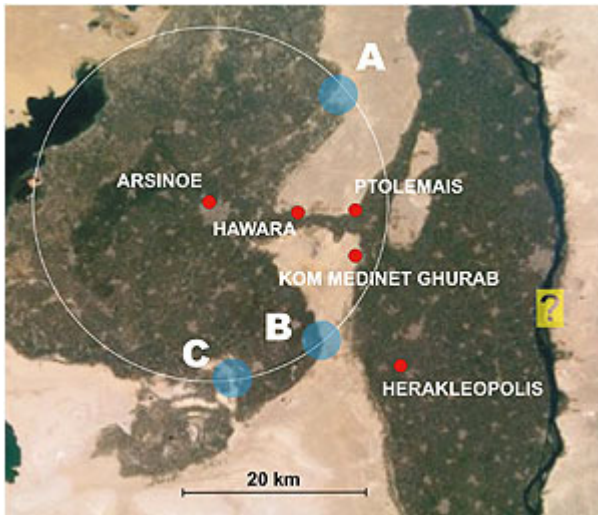 A
ARSINOE
PTOLEMAIS
HAWARA
KOM MEDINET GHURAB
?
B
C
HERAKLEOPOLIS
20 km